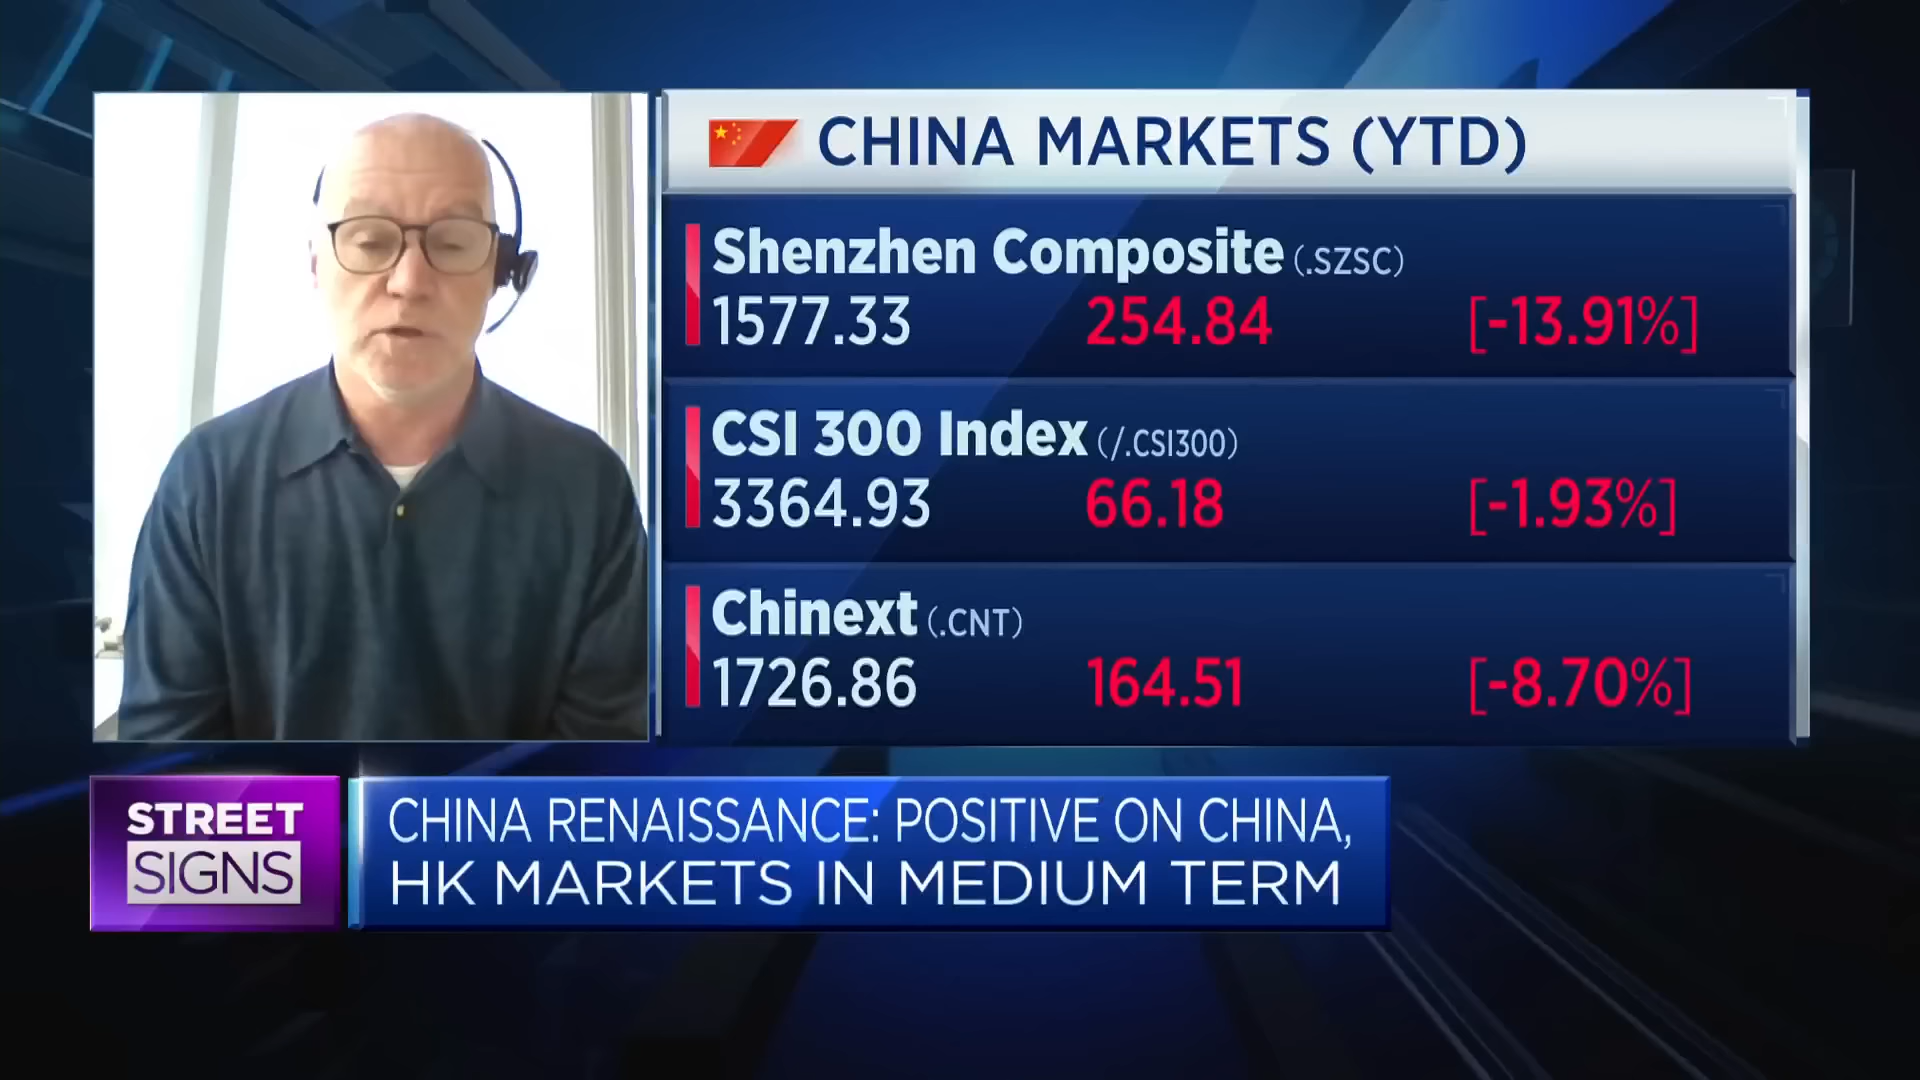 CHINA MARKETS (YTD)
Shenzhen Composite (.SZSC)
1577.33 254.84 [-13.91%]
CSI 300 Index (/.CSI300)
3364.93 66.18 [-1.93%]
Chinext (.CNT)
1726.86 164.51 [-8.70%]
STREET
SIGNS
CHINA RENAISSANCE: POSITIVE ON CHINA,
HK MARKETS IN MEDIUM TERM